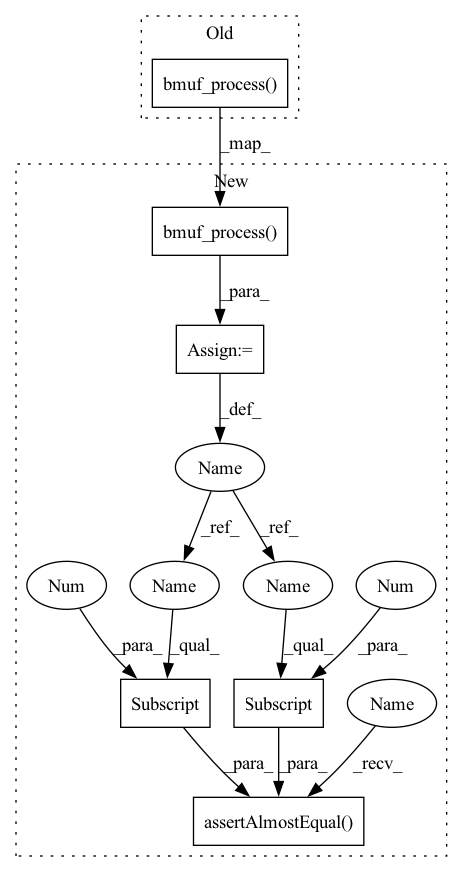 Old
bmuf_process()
_map_
New
bmuf_process()
_para_
Assign:=
_def_
Name
_ref_ _ref_
Num Name Name Num
_para_ _qual_ _qual_ _para_
Subscript Subscript Name
_para_ _para_ _recv_
assertAlmostEqual()